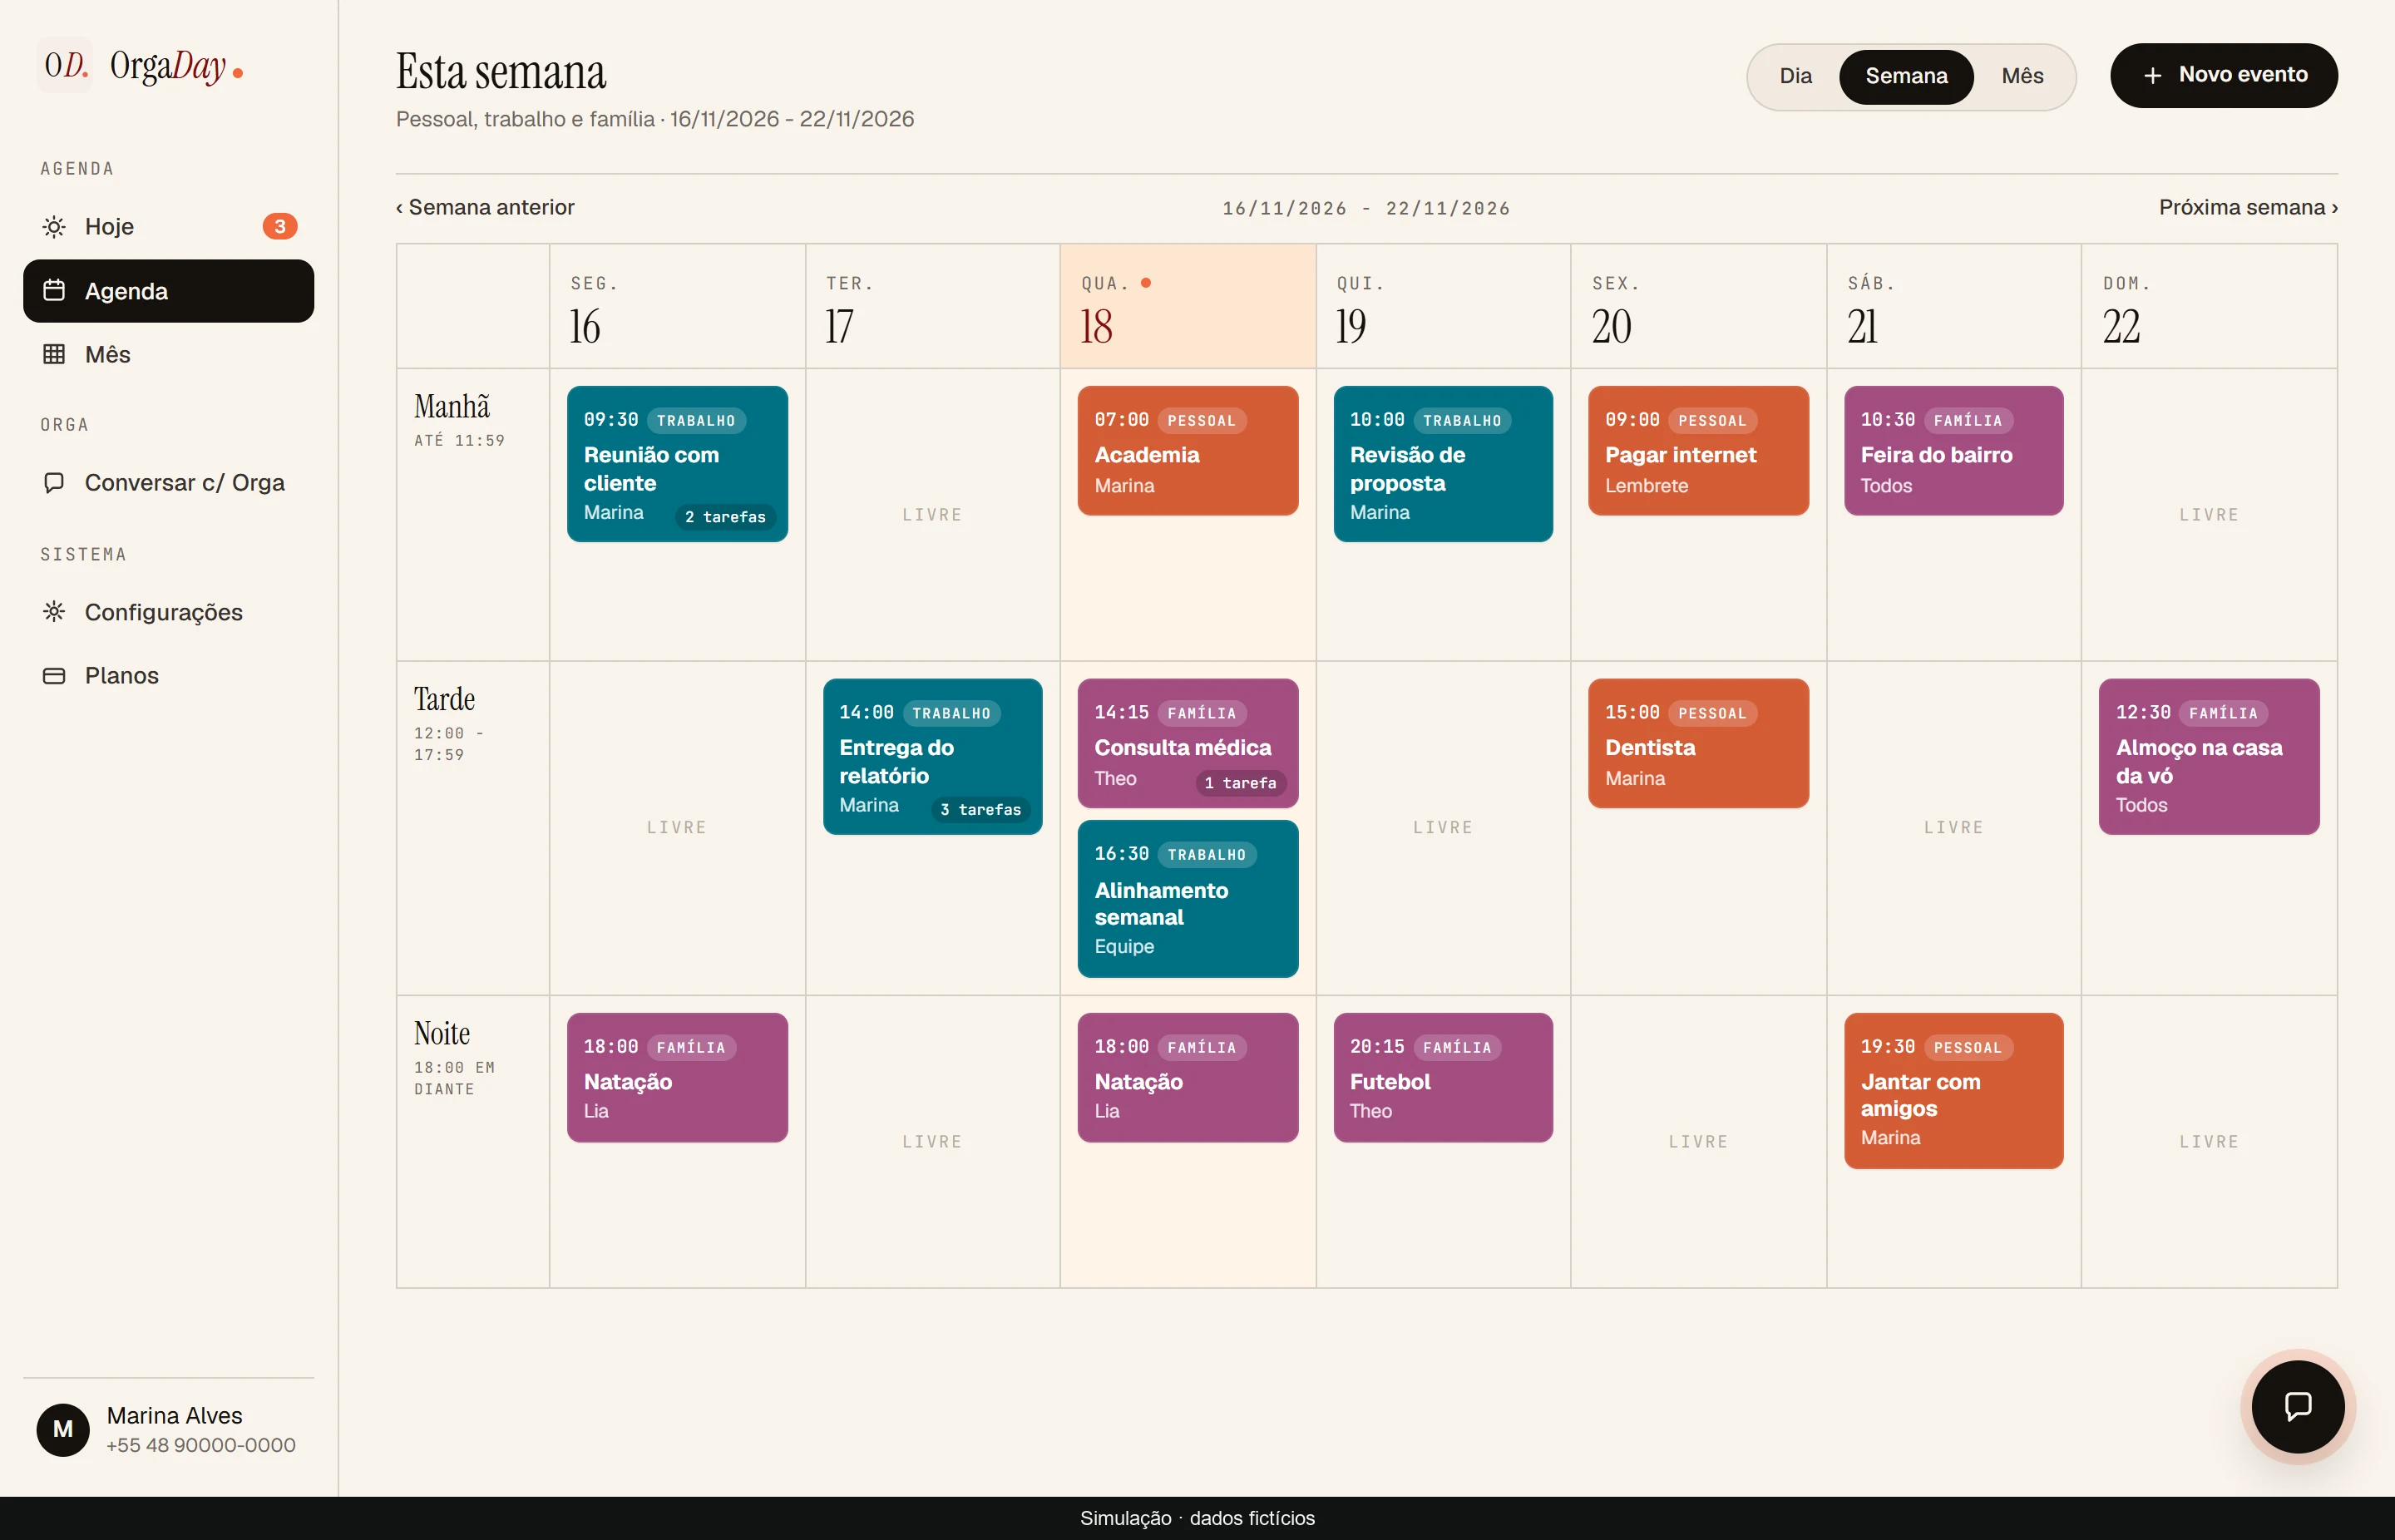 OD. OrgaDay
AGENDA
Hoje 3
Agenda
Mês
ORGA
Conversar c/ Orga
SISTEMA
Configurações
Planos
M
Marina Alves
+55 48 90000-0000
Esta semana
Pessoal, trabalho e família · 16/11/2026 - 22/11/2026
Dia Semana Mês
+ Novo evento
‹ Semana anterior
16/11/2026 - 22/11/2026
Próxima semana ›
SEG.
16
TER.
17
QUA.
18
QUI.
19
SEX.
20
SÁB.
21
DOM.
22
Manhã
ATÉ 11:59
09:30 TRABALHO
Reunião com
cliente
Marina 2 tarefas
LIVRE
07:00 PESSOAL
Academia
Marina
10:00 TRABALHO
Revisão de
proposta
Marina
09:00 PESSOAL
Pagar internet
Lembrete
10:30 FAMÍLIA
Feira do bairro
Todos
LIVRE
Tarde
12:00 -
17:59
LIVRE
14:00 TRABALHO
Entrega do
relatório
Marina 3 tarefas
14:15 FAMÍLIA
Consulta médica
Theo 1 tarefa
16:30 TRABALHO
Alinhamento
semanal
Equipe
LIVRE
15:00 PESSOAL
Dentista
Marina
LIVRE
12:30 FAMÍLIA
Almoço na casa
da vó
Todos
Noite
18:00 EM
DIANTE
18:00 FAMÍLIA
Natação
Lia
LIVRE
18:00 FAMÍLIA
Natação
Lia
20:15 FAMÍLIA
Futebol
Theo
LIVRE
19:30 PESSOAL
Jantar com
amigos
Marina
LIVRE
Simulação · dados fictícios